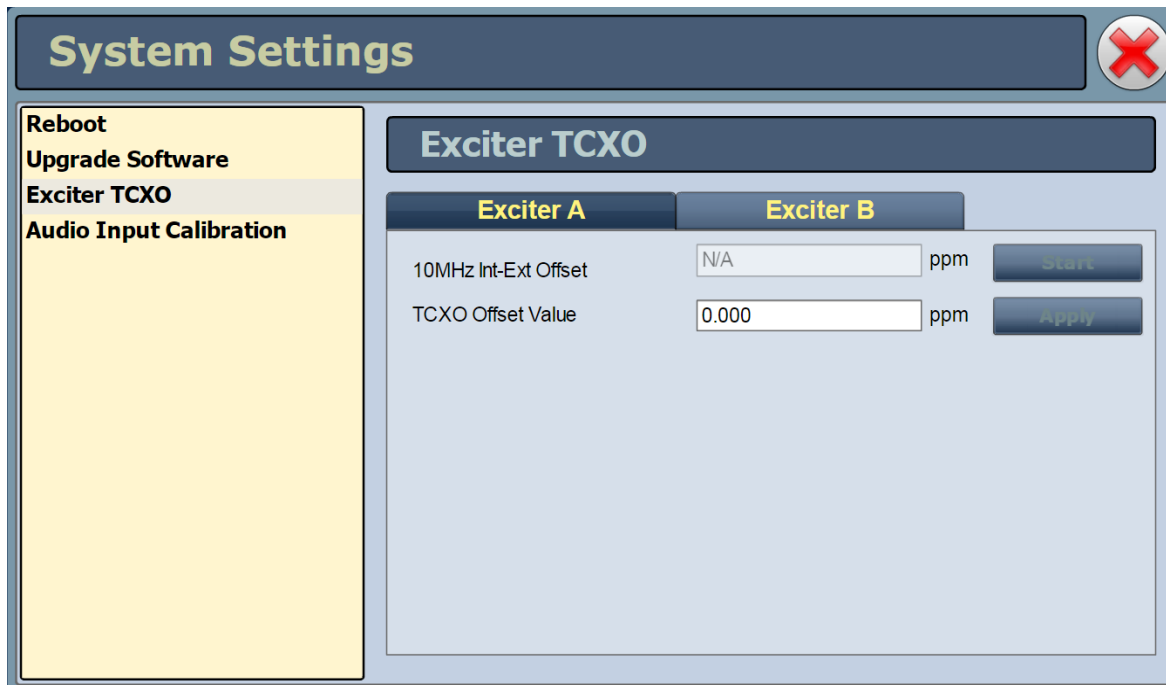 System Settings
Reboot
Upgrade Software
Exciter TCXO
Audio Input Calibration
Exciter TCXO
Exciter A
Exciter B
10MHz Int-Ext Offset N/A ppm Start
TCXO Offset Value 0.000 ppm Apply